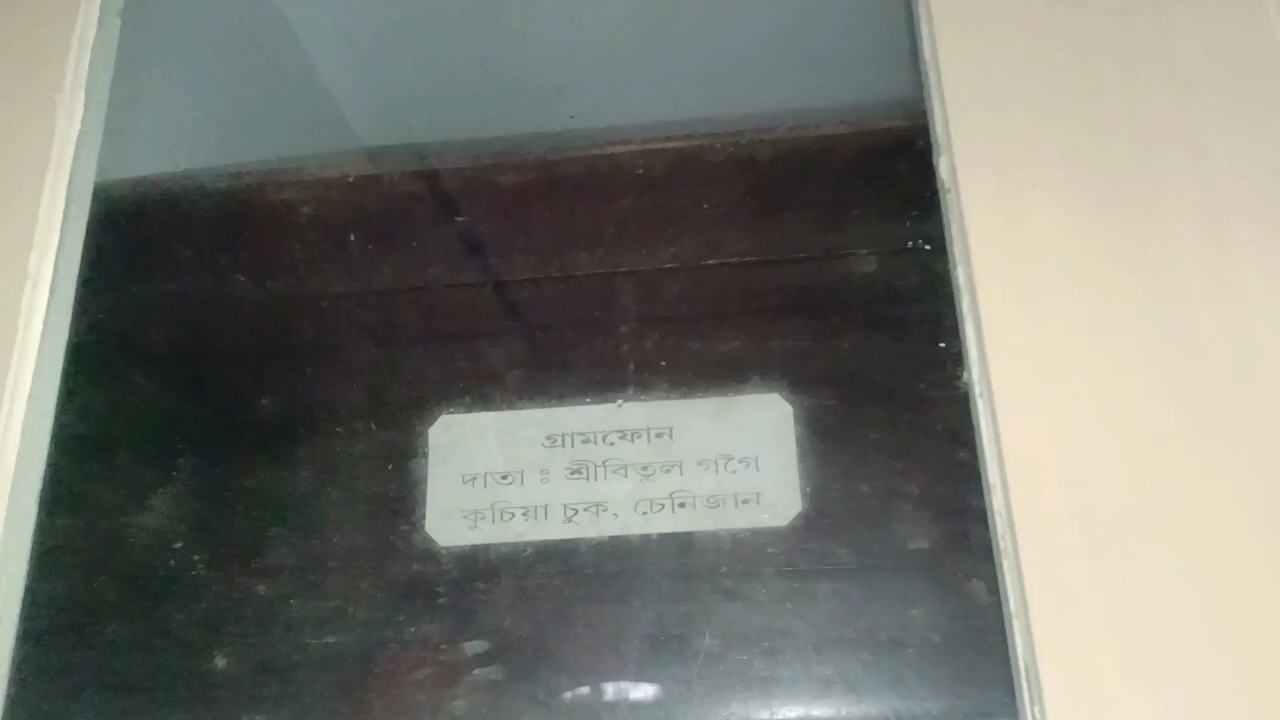 গ্রামফোন
দাতা ঃ শ্ৰীবিতুল গগৈ
কুচিয়া চুক, চেনিজান